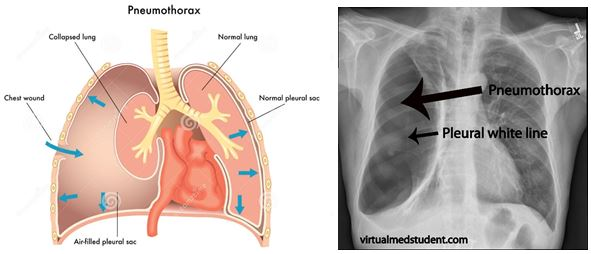 Pneumothorax
Collapsed lung
Normal lung
Normal pleural sac
Chest wound
Air-filled pleural sac
Pneumothorax
Pleural white line
virtualmedstudent.com